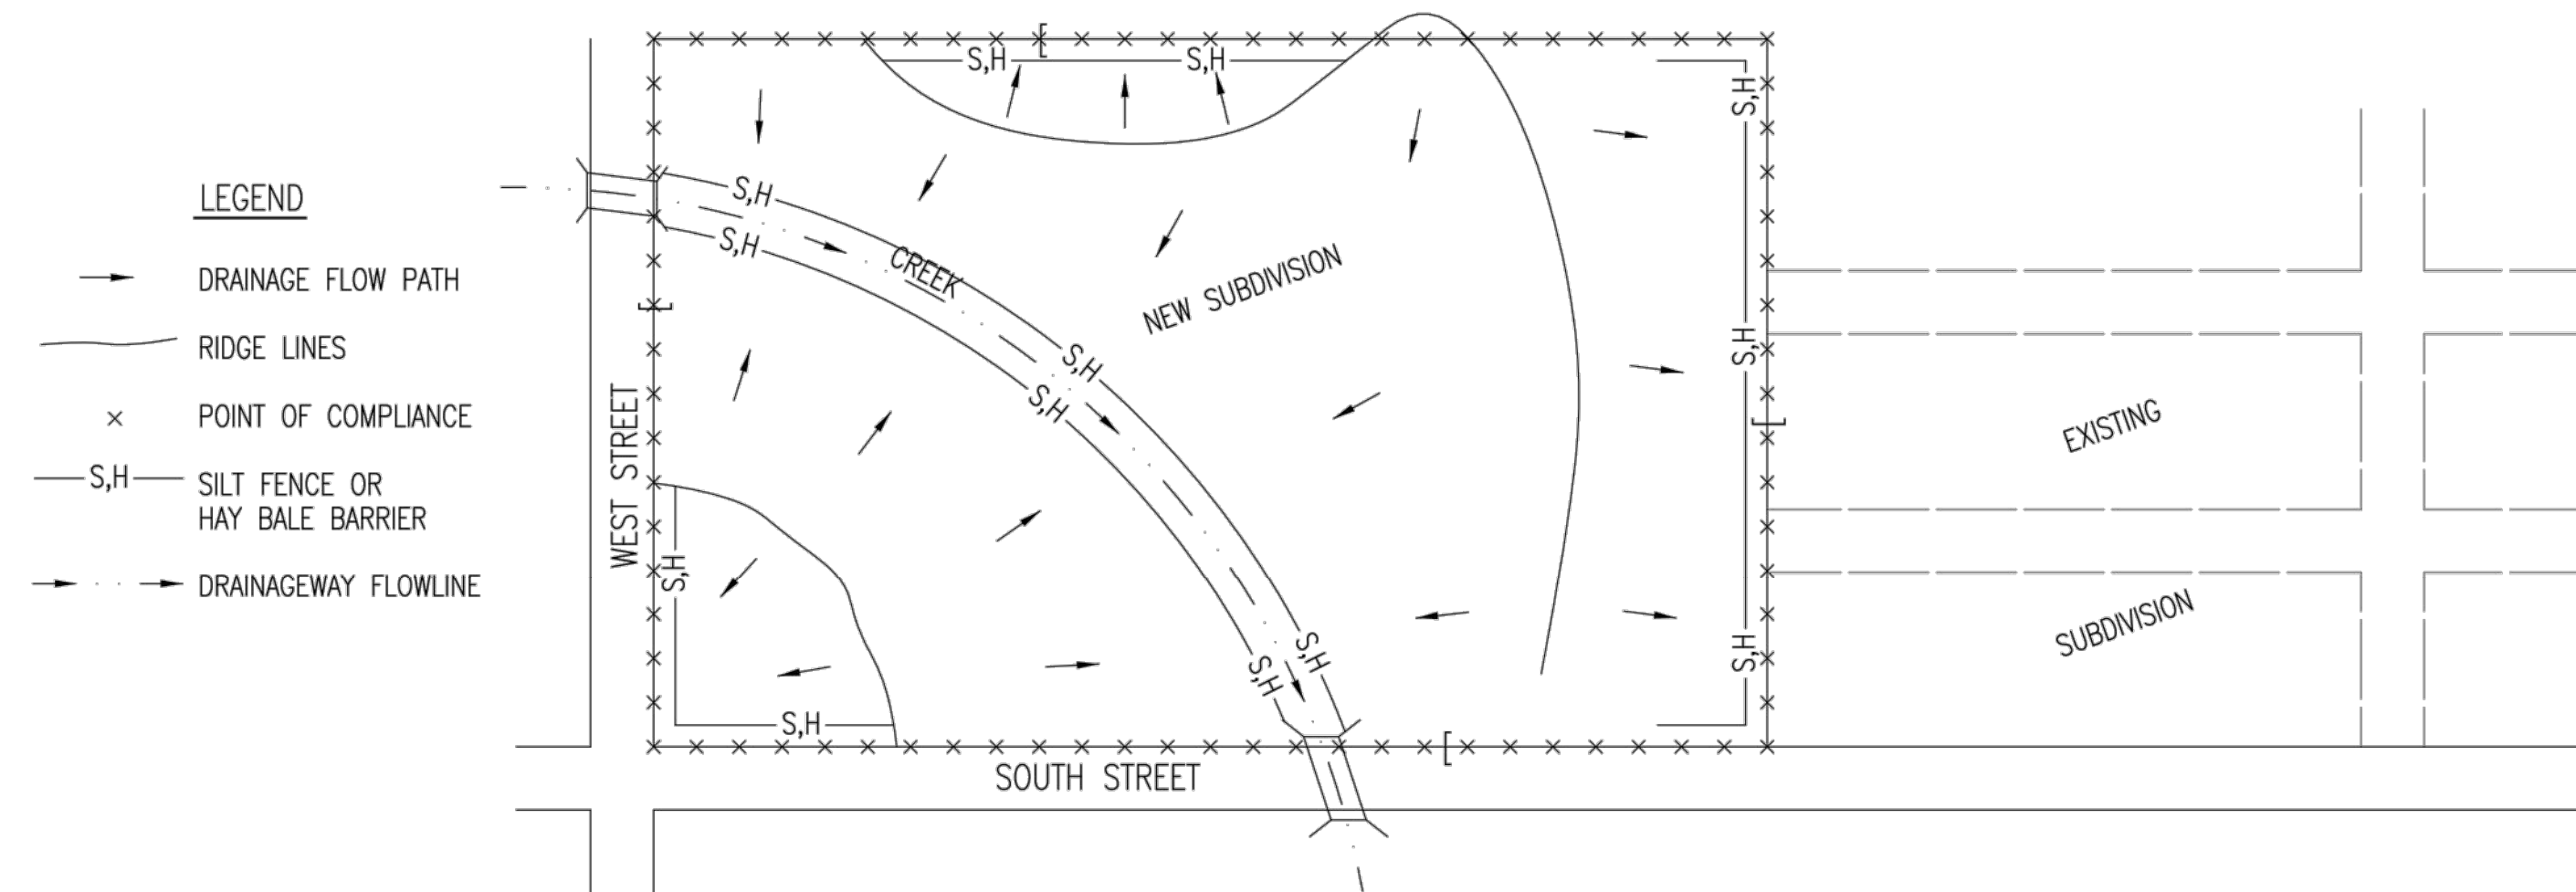 LEGEND
DRAINAGE FLOW PATH
RIDGE LINES
× POINT OF COMPLIANCE
S,H SILT FENCE OR
HAY BALE BARRIER
DRAINAGEWAY FLOWLINE
S,H
S,H
S,H
S,H
S,H
CREEK
NEW SUBDIVISION
S,H
S,H
S,H
WEST STREET
EXISTING
S,H
S,H
S,H
S,H
S,H
SUBDIVISION
SOUTH STREET